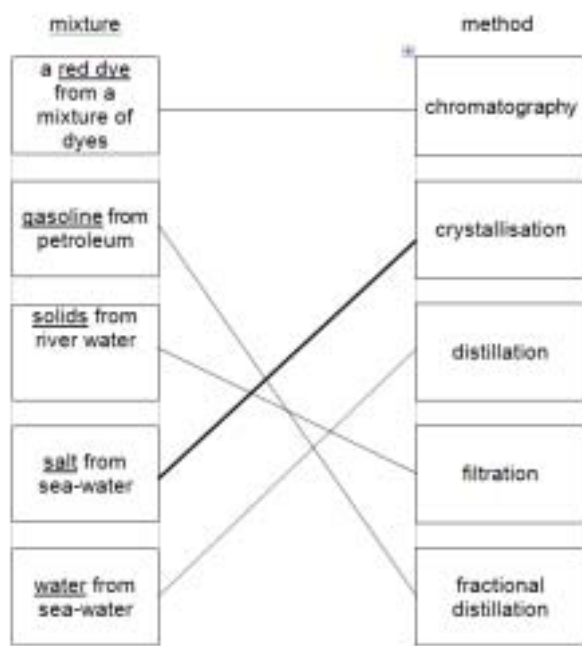 mixture
method
a red dye
from a
mixture of
dyes
chromatography
gasoline from
petroleum
crystallisation
solids from
river water
distillation
salt from
sea-water
filtration
water from
sea-water
fractional
distillation